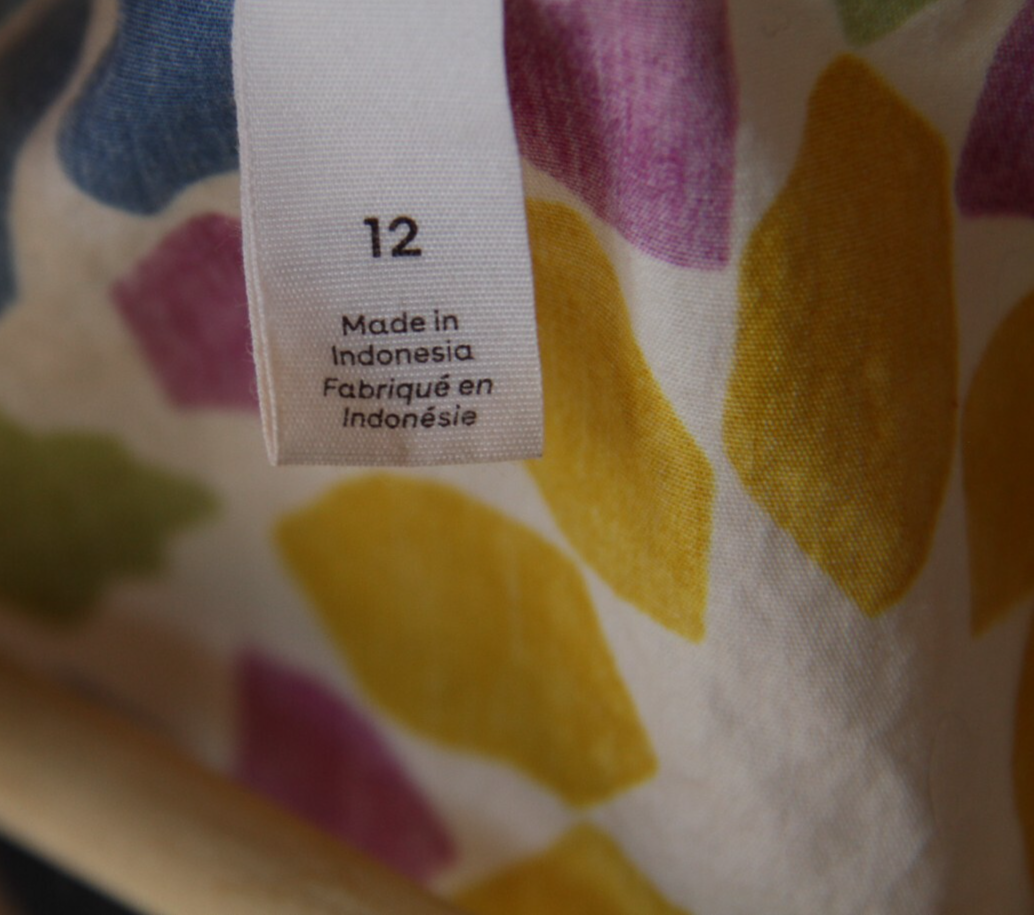 12
Made in
Indonesia
Fabriqué en
Indonésie